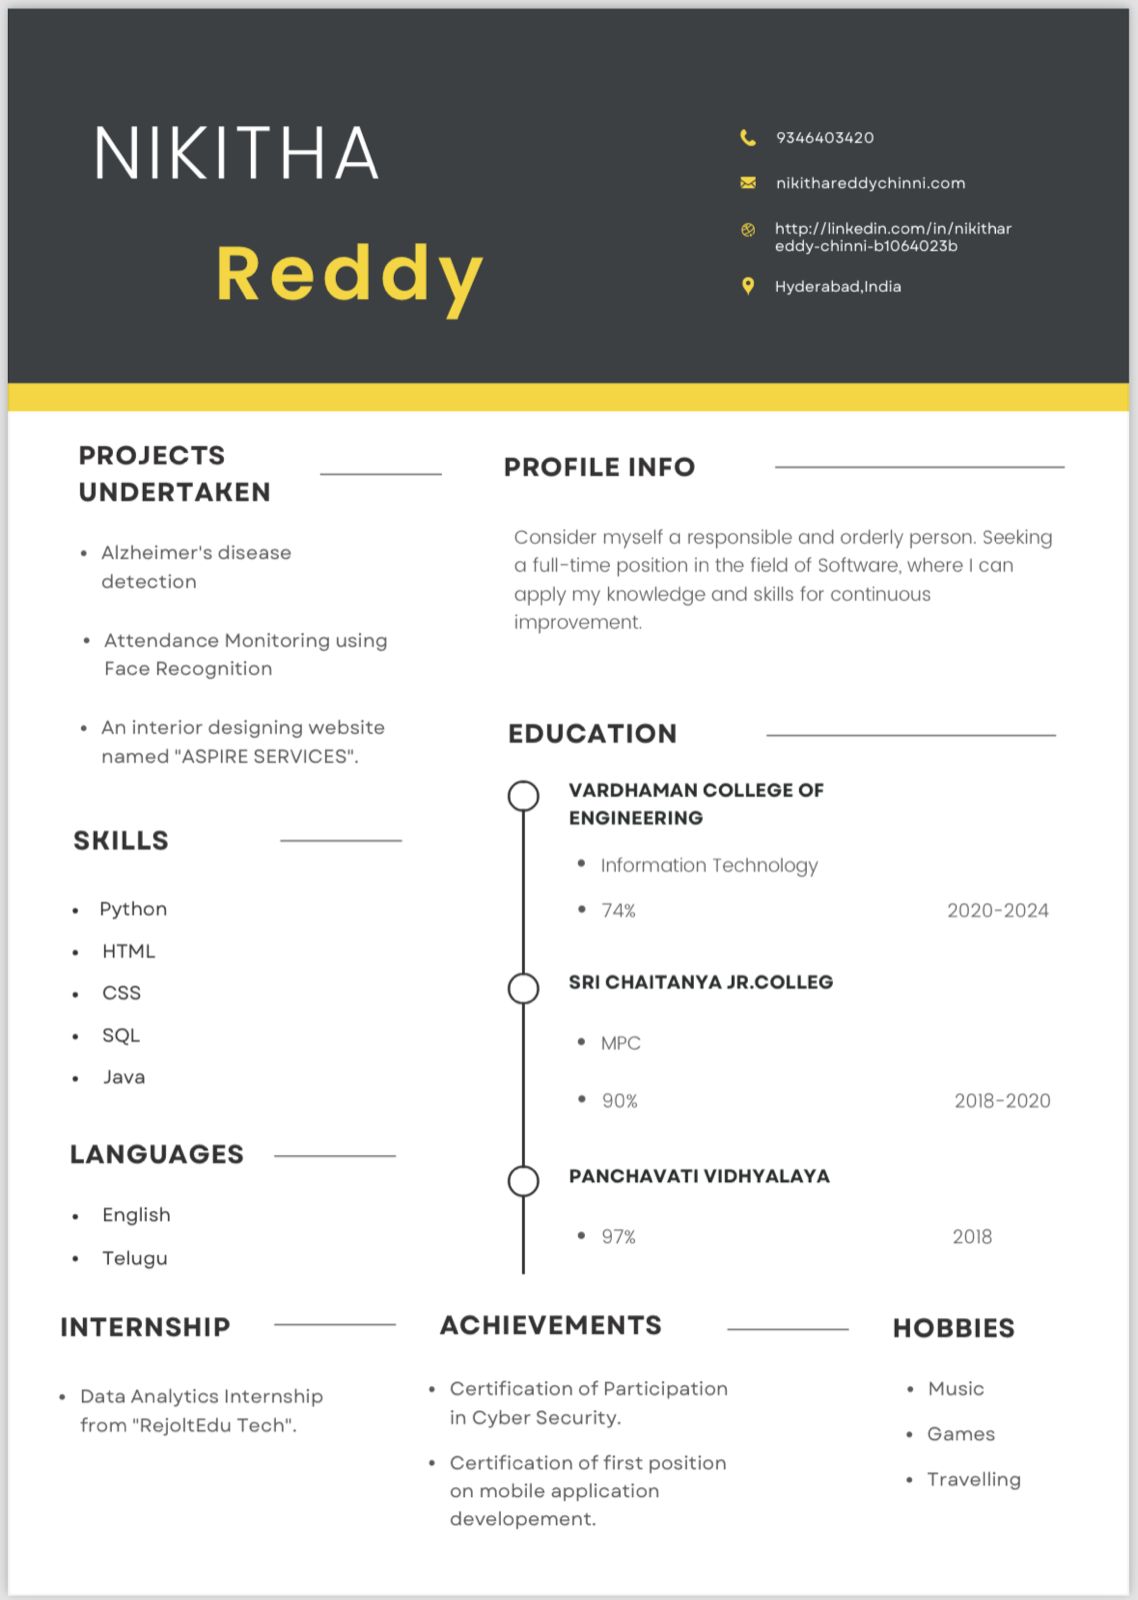 NIKITHA
Reddy
9346403420
nikithareddychinni.com
http://linkedin.com/in/nikithar
eddy-chinni-b1064023b
Hyderabad,India
PROJECTS
UNDERTAKEN
• Alzheimer's disease
detection
• Attendance Monitoring using
Face Recognition
• An interior designing website
named "ASPIRE SERVICES".
SKILLS
• Python
• HTML
• CSS
• SQL
• Java
LANGUAGES
• English
• Telugu
PROFILE INFO
Consider myself a responsible and orderly person. Seeking
a full-time position in the field of Software, where I can
apply my knowledge and skills for continuous
improvement.
EDUCATION
VARDHAMAN COLLEGE OF
ENGINEERING
• Information Technology
• 74% 2020-2024
SRI CHAITANYA JR.COLLEG
• MPC
• 90% 2018-2020
PANCHAVATI VIDHYALAYA
• 97% 2018
INTERNSHIP
• Data Analytics Internship
from "RejoltEdu Tech".
ACHIEVEMENTS
• Certification of Participation
in Cyber Security.
• Certification of first position
on mobile application
developement.
HOBBIES
• Music
• Games
• Travelling